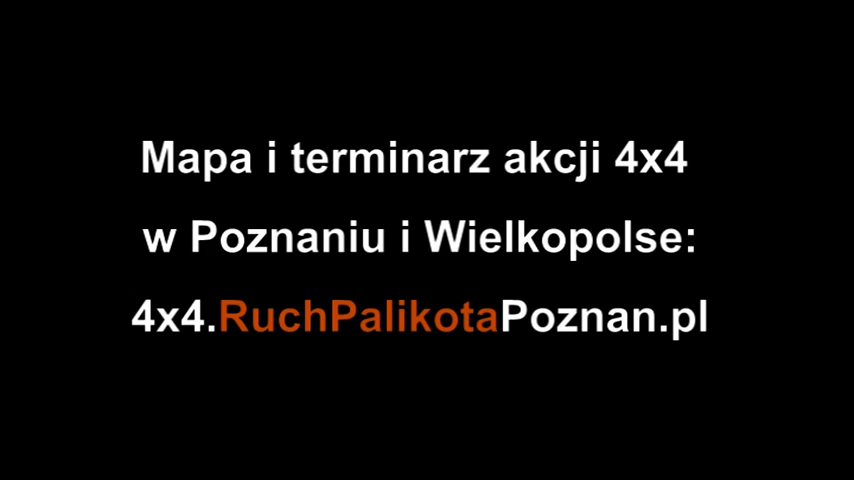 Mapa i terminarz akcji 4x4
w Poznaniu i Wielkopolse:
4x4.RuchPalikotaPoznan.pl